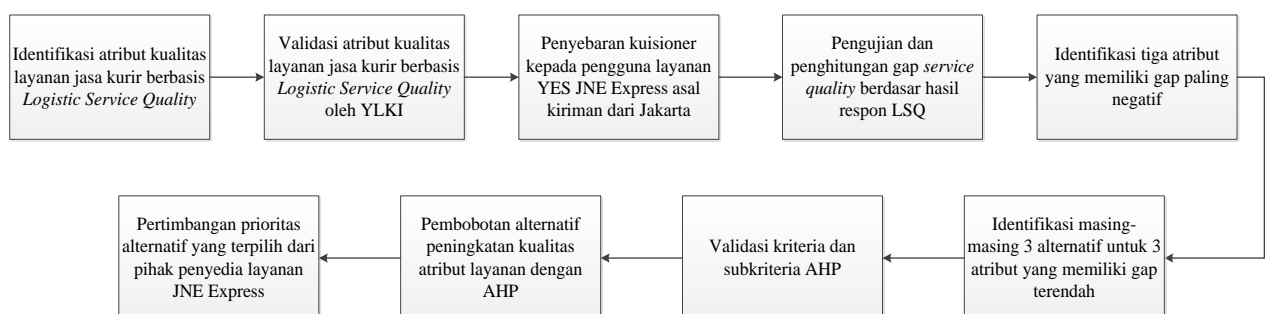 Identifikasi atribut kualitas
layanan jasa kurir berbasis
Logistic Service Quality
Validasi atribut kualitas
layanan jasa kurir berbasis
Logistic Service Quality
oleh YLKI
Penyebaran kuisioner
kepada pengguna layanan
YES JNE Express asal
kiriman dari Jakarta
Pengujian dan
penghitungan gap service
quality berdasar hasil
respon LSQ
Identifikasi tiga atribut
yang memiliki gap paling
negatif
Identifikasi masing-
masing 3 alternatif untuk 3
atribut yang memiliki gap
terendah
Validasi kriteria dan
subkriteria AHP
Pembobotan alternatif
peningkatan kualitas
atribut layanan dengan
AHP
Pertimbangan prioritas
alternatif yang terpilih dari
pihak penyedia layanan
JNE Express